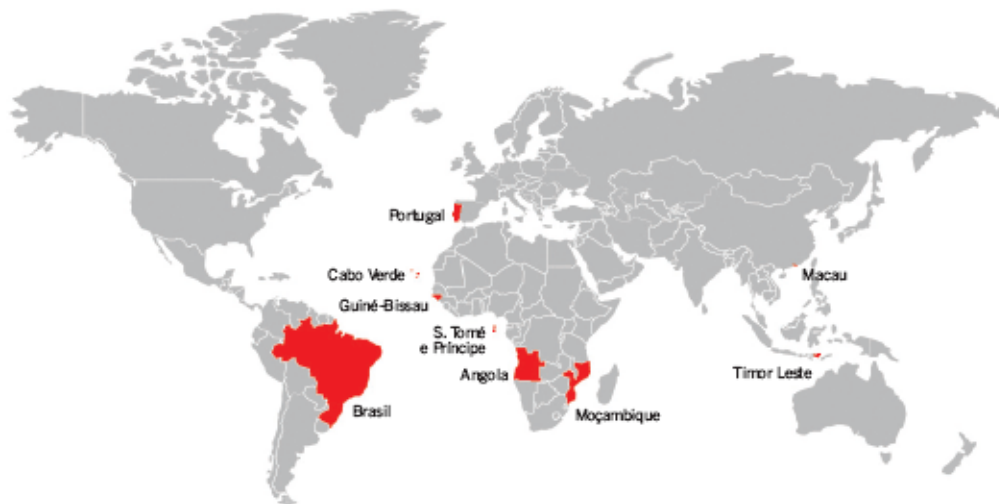 Portugal
Cabo Verde
Macau
Guiné-Bissau
S. Tomé
e Príncipe
Angola
Timor Leste
Brasil
Moçambique